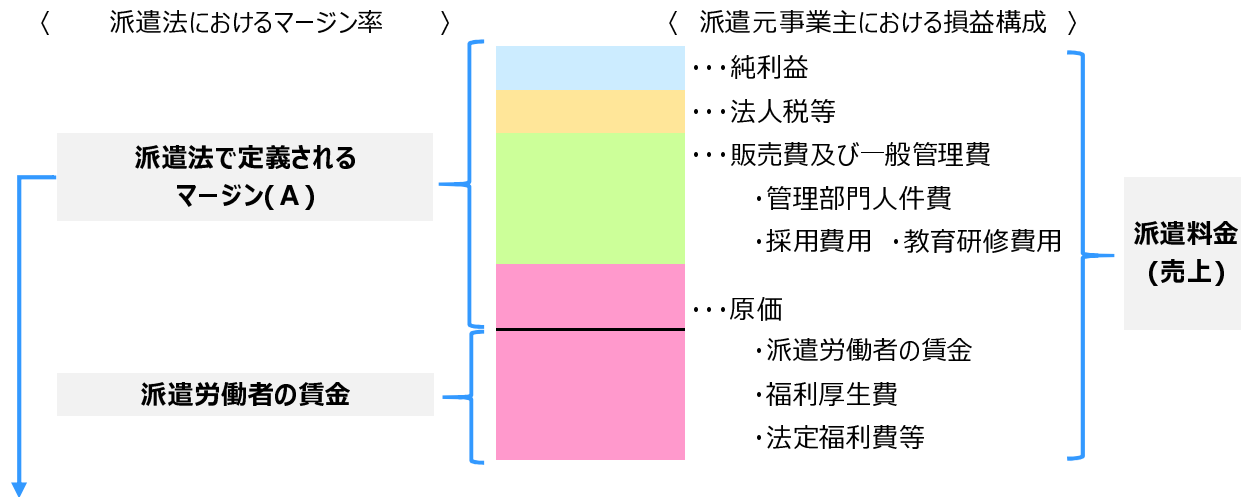 〈　派遣法におけるマージン率　〉
〈 派遣元事業主における損益構成 〉
派遣法で定義される
マージン(Ａ)
派遣労働者の賃金
・・・純利益
・・・法人税等
・・・販売費及び一般管理費
・管理部門人件費
・採用費用　・教育研修費用
・・・原価
・派遣労働者の賃金
・福利厚生費
・法定福利費等
派遣料金
(売上)